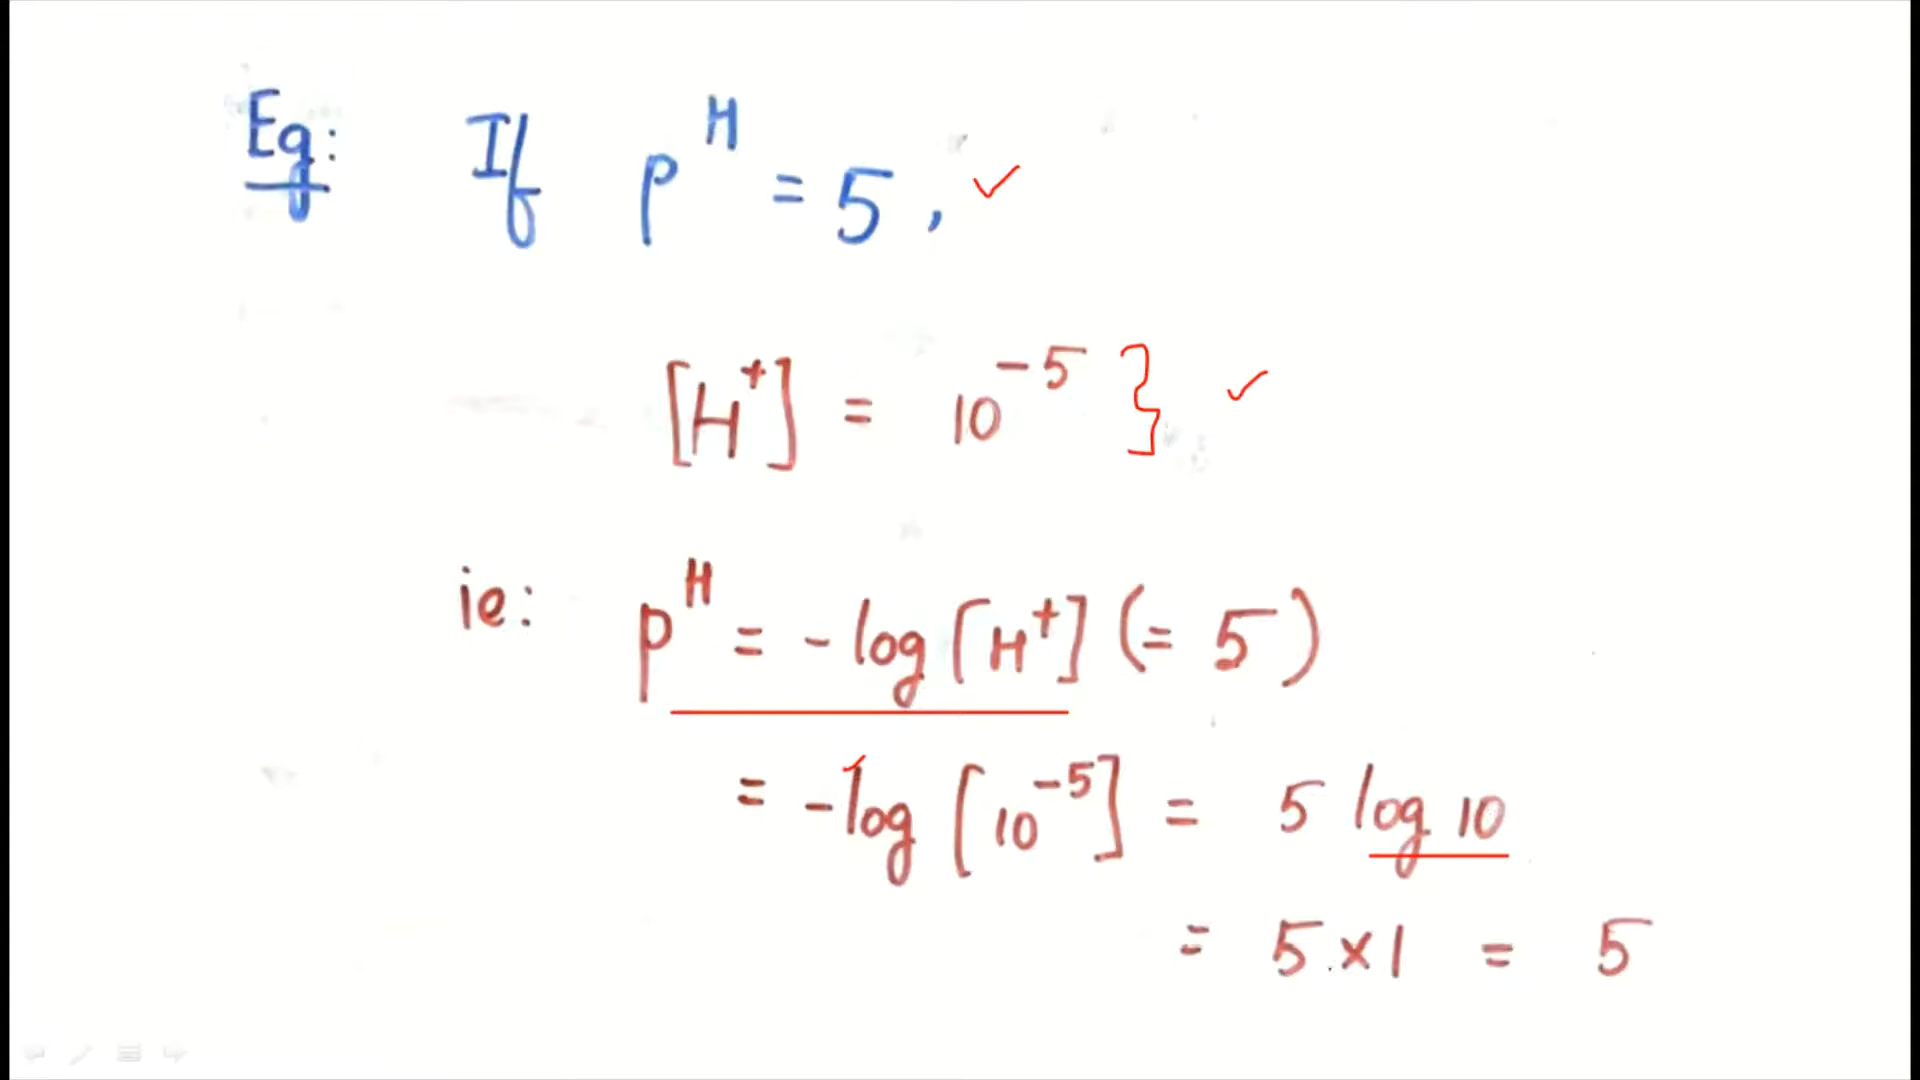 Eg: If p^H = 5,
[H^+] = 10^-5 }
ie: p^H = -log [H^+] (= 5)
= -log [10^-5] = 5 log 10
= 5 × 1 = 5